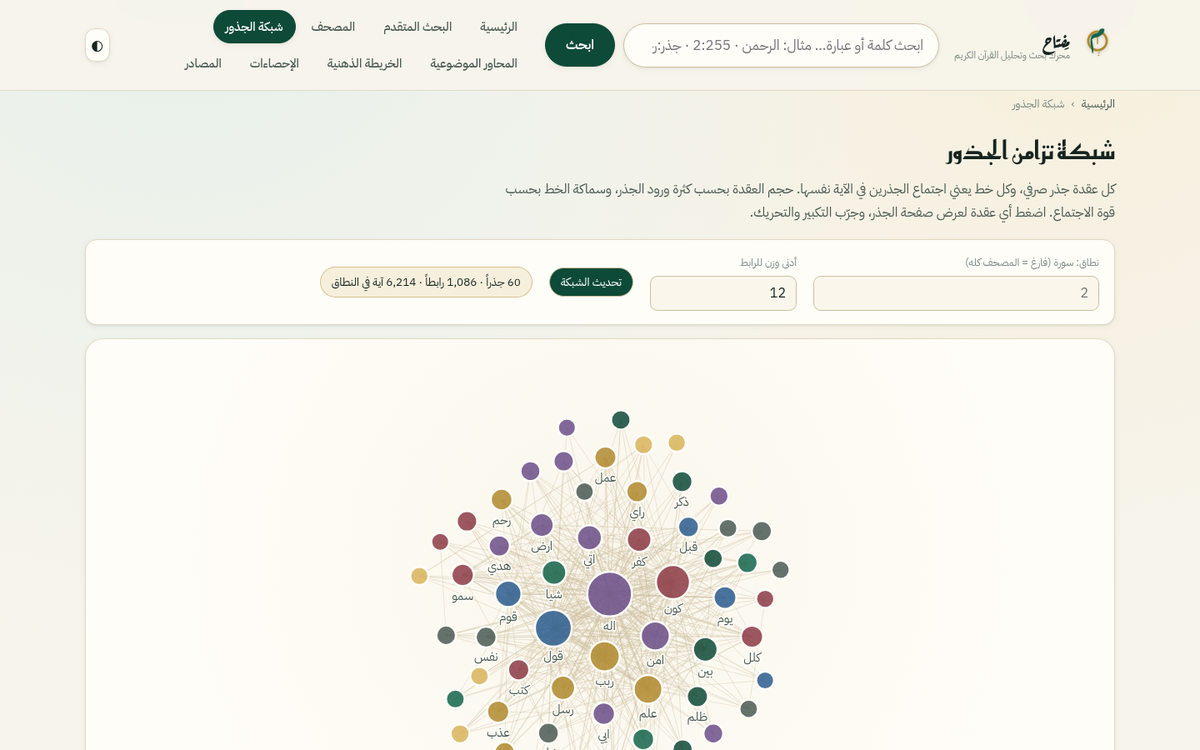 مِفتاح
محرك بحث وتحليل القرآن الكريم
ابحث كلمة أو عبارة… مثال: الرحمن · 2:255 · جذر:ر
ابحث
الرئيسية
البحث المتقدم
المصحف
شبكة الجذور
المحاور الموضوعية
الخريطة الذهنية
الإحصاءات
المصادر
الرئيسية › شبكة الجذور
شبكة تزامن الجذور
كل عقدة جذر صرفي، وكل خط يعني اجتماع الجذرين في الآية نفسها. حجم العقدة بحسب كثرة ورود الجذر، وسماكة الخط بحسب
قوة الاجتماع. اضغط أي عقدة لعرض صفحة الجذر، وجرّب التكبير والتحريك.
نطاق: سورة (فارغ = المصحف كله)
2
أدنى وزن للرابط
12
تحديث الشبكة
60 جذراً · 1,086 رابطاً · 6,214 آية في النطاق
عمل
ذكر
راي
رحم
ارض
قبل
اتي
كفر
هدي
شيا
سمو
كون
قوم
يوم
اله
قول
امن
كلل
نفس
بين
ربب
كتب
رسل
علم
ظلم
عذب
ايي